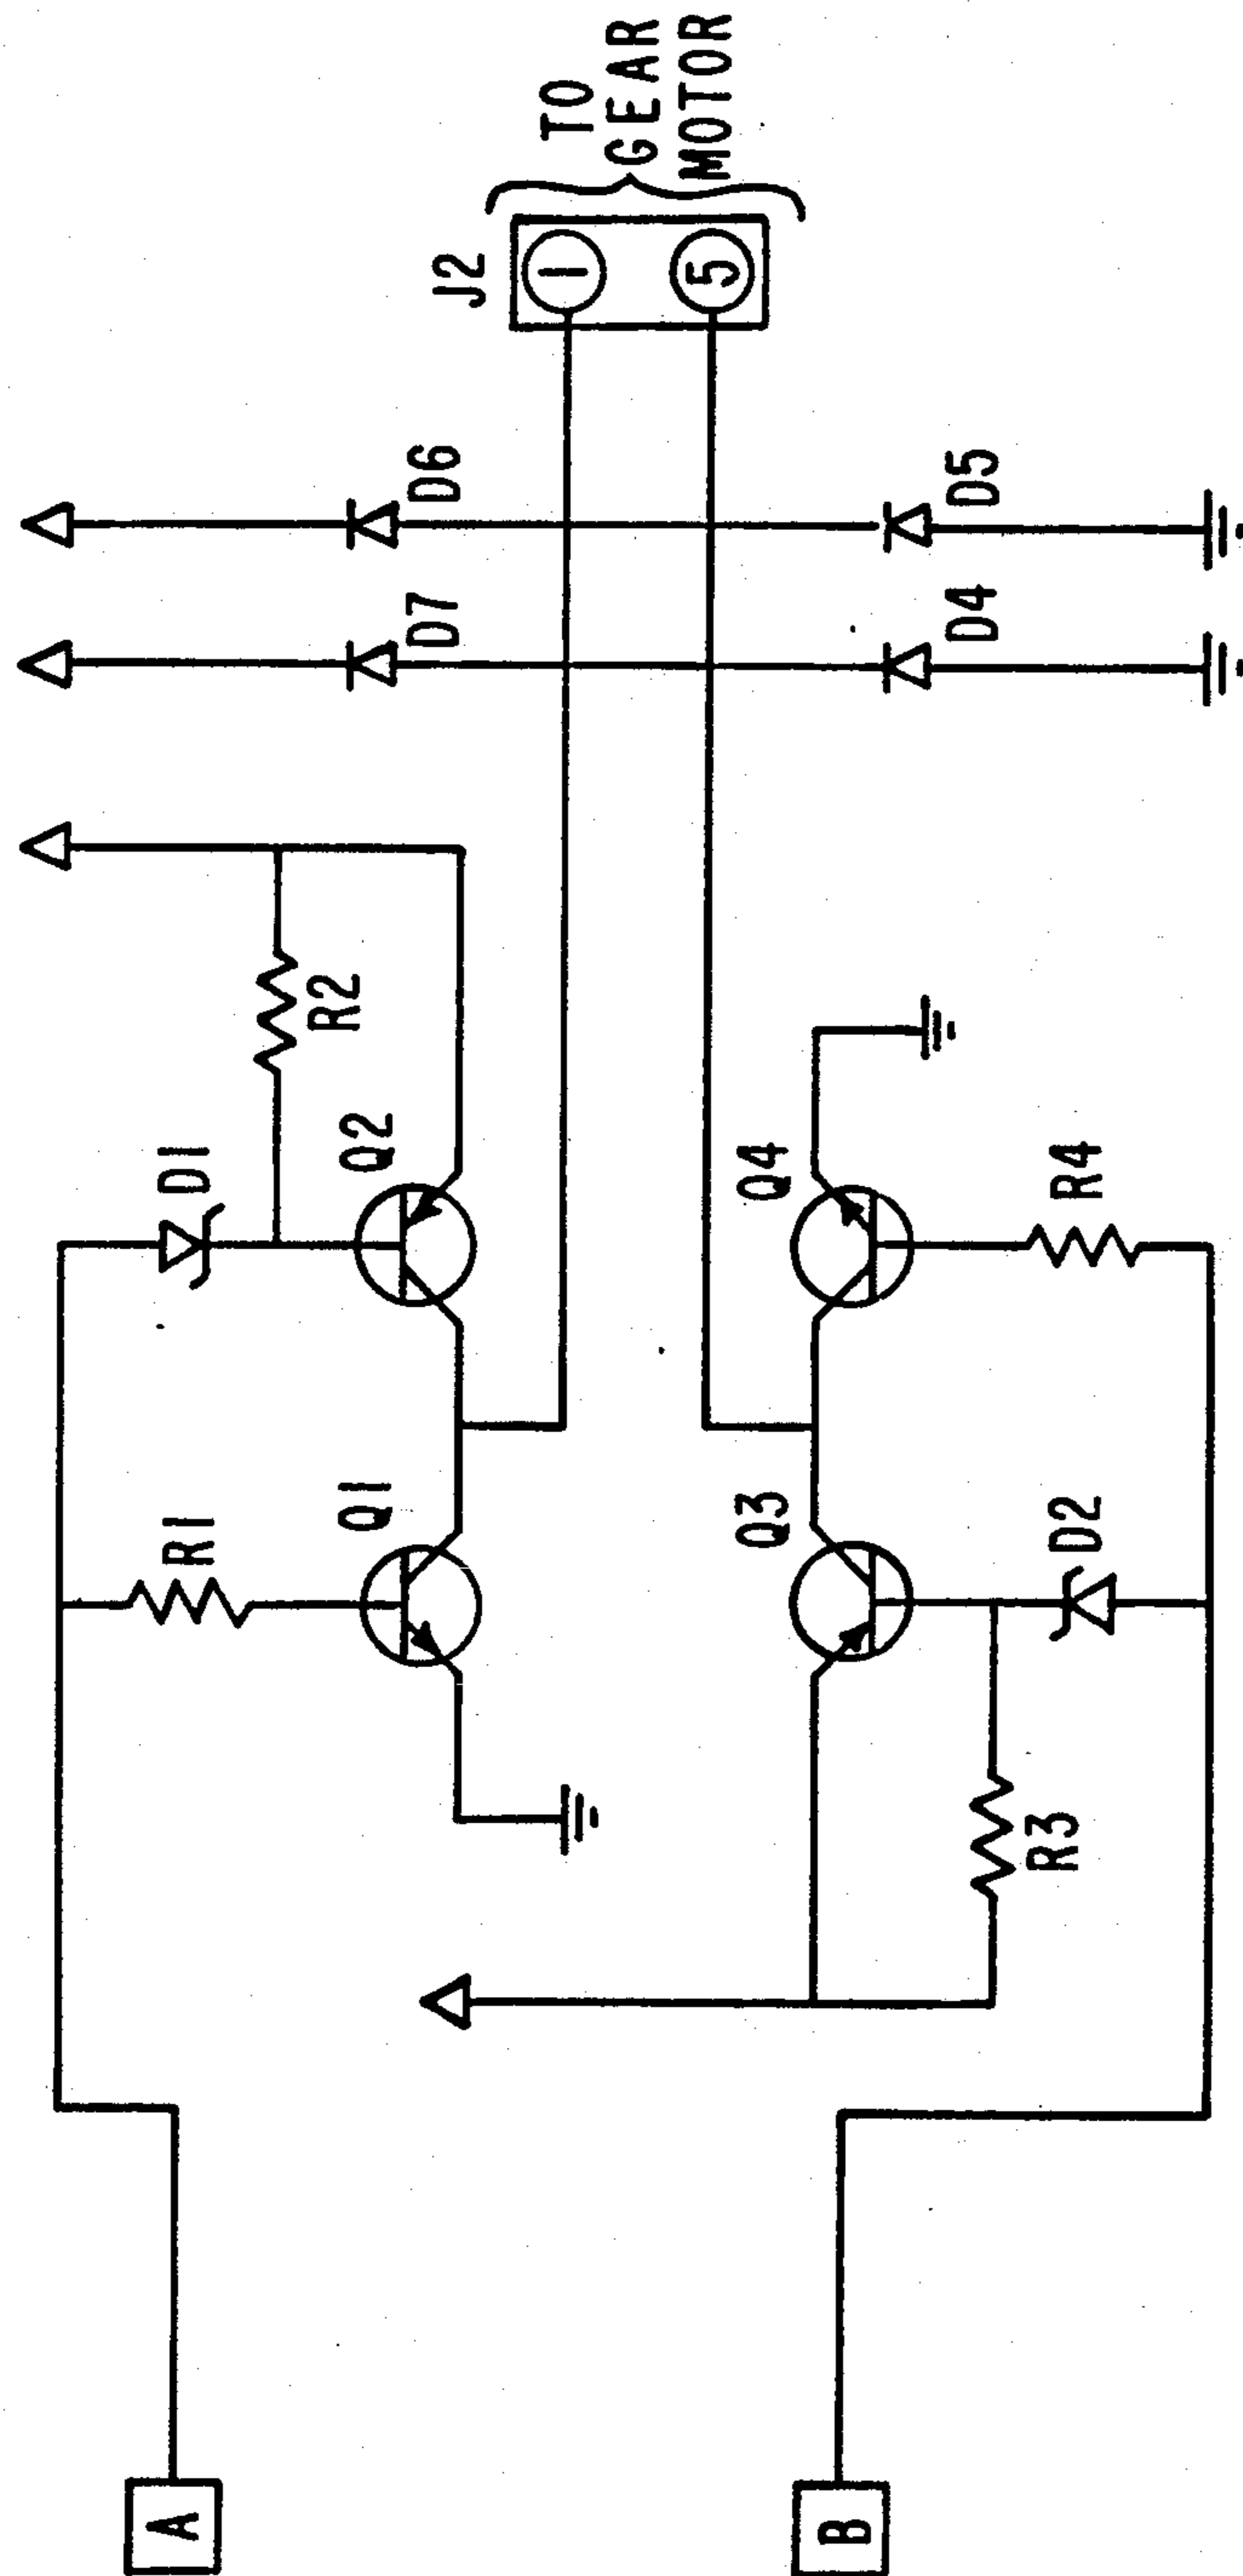 A
B
R1
D1
R2
Q1
Q2
Q3
Q4
D2
R3
R4
D7
D6
D4
D5
J2
1
5
TO
GEAR
MOTOR